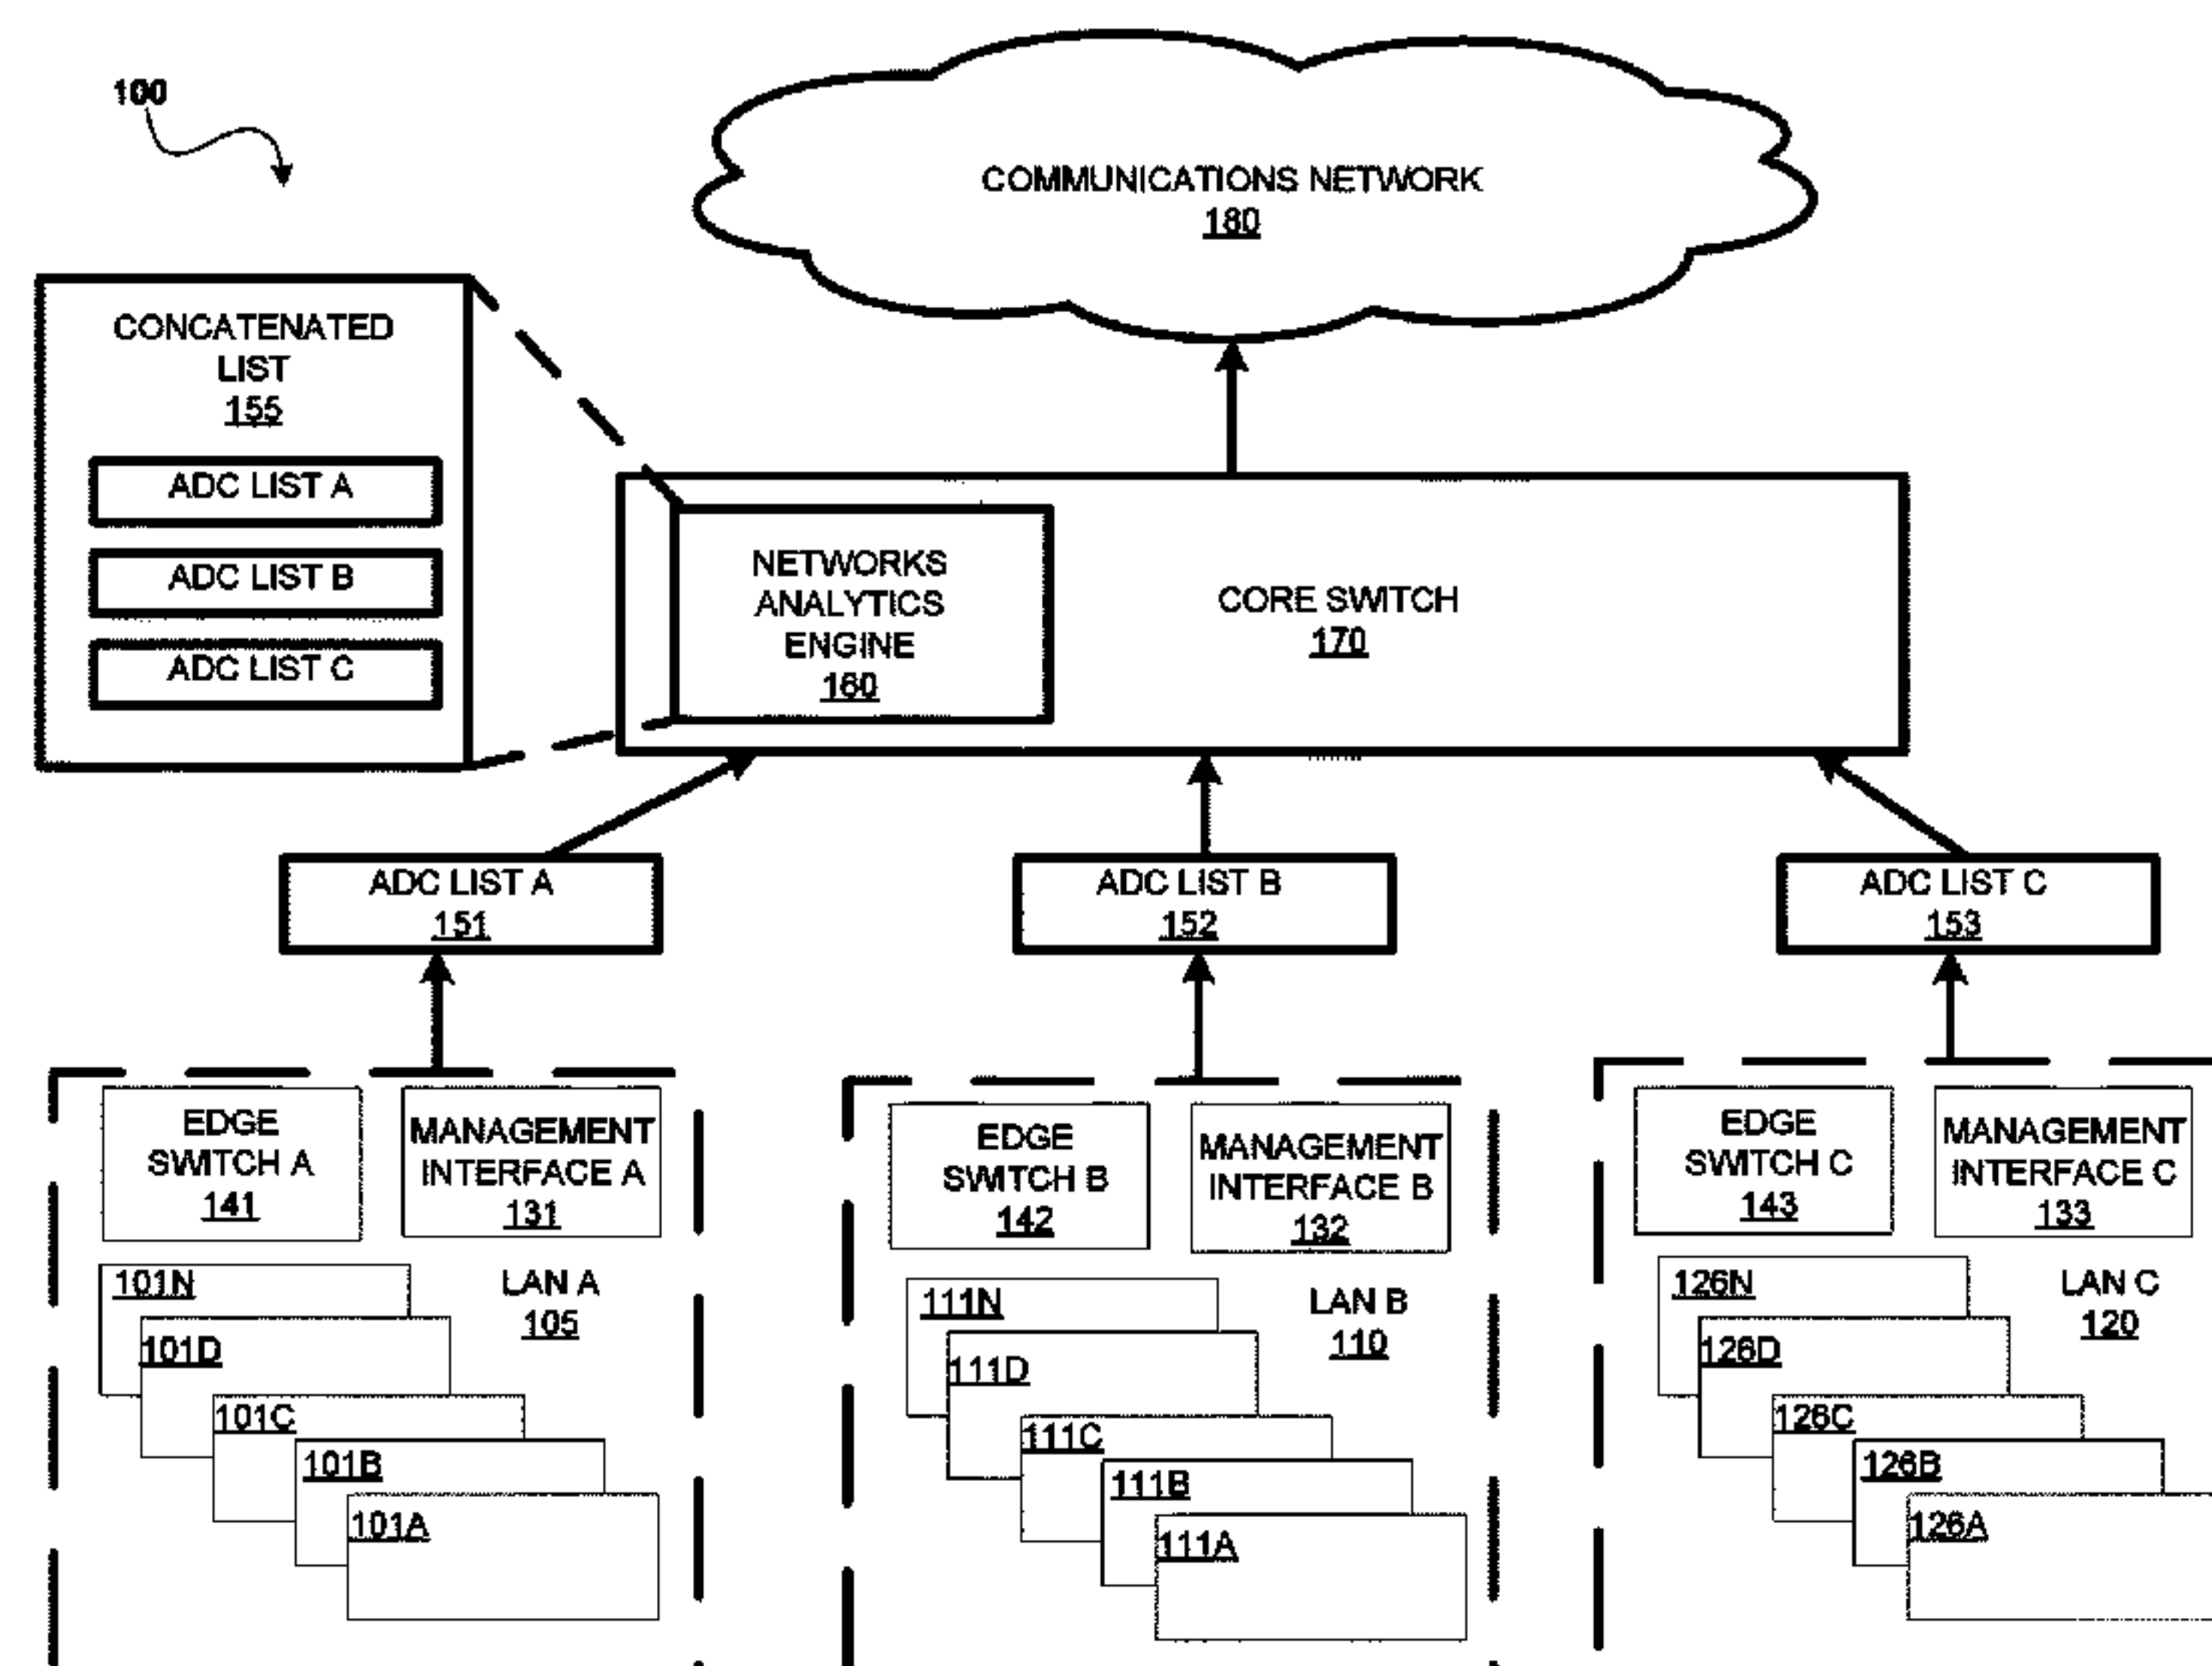 100
COMMUNICATIONS NETWORK
180
CONCATENATED
LIST
155
ADC LIST A
ADC LIST B
ADC LIST C
NETWORKS
ANALYTICS
ENGINE
160
CORE SWITCH
170
ADC LIST A
151
ADC LIST B
152
ADC LIST C
153
EDGE
SWITCH A
141
MANAGEMENT
INTERFACE A
131
LAN A
105
101N
101D
101C
101B
101A
EDGE
SWITCH B
142
MANAGEMENT
INTERFACE B
132
LAN B
110
111N
111D
111C
111B
111A
EDGE
SWITCH C
143
MANAGEMENT
INTERFACE C
133
LAN C
120
126N
126D
126C
126B
126A